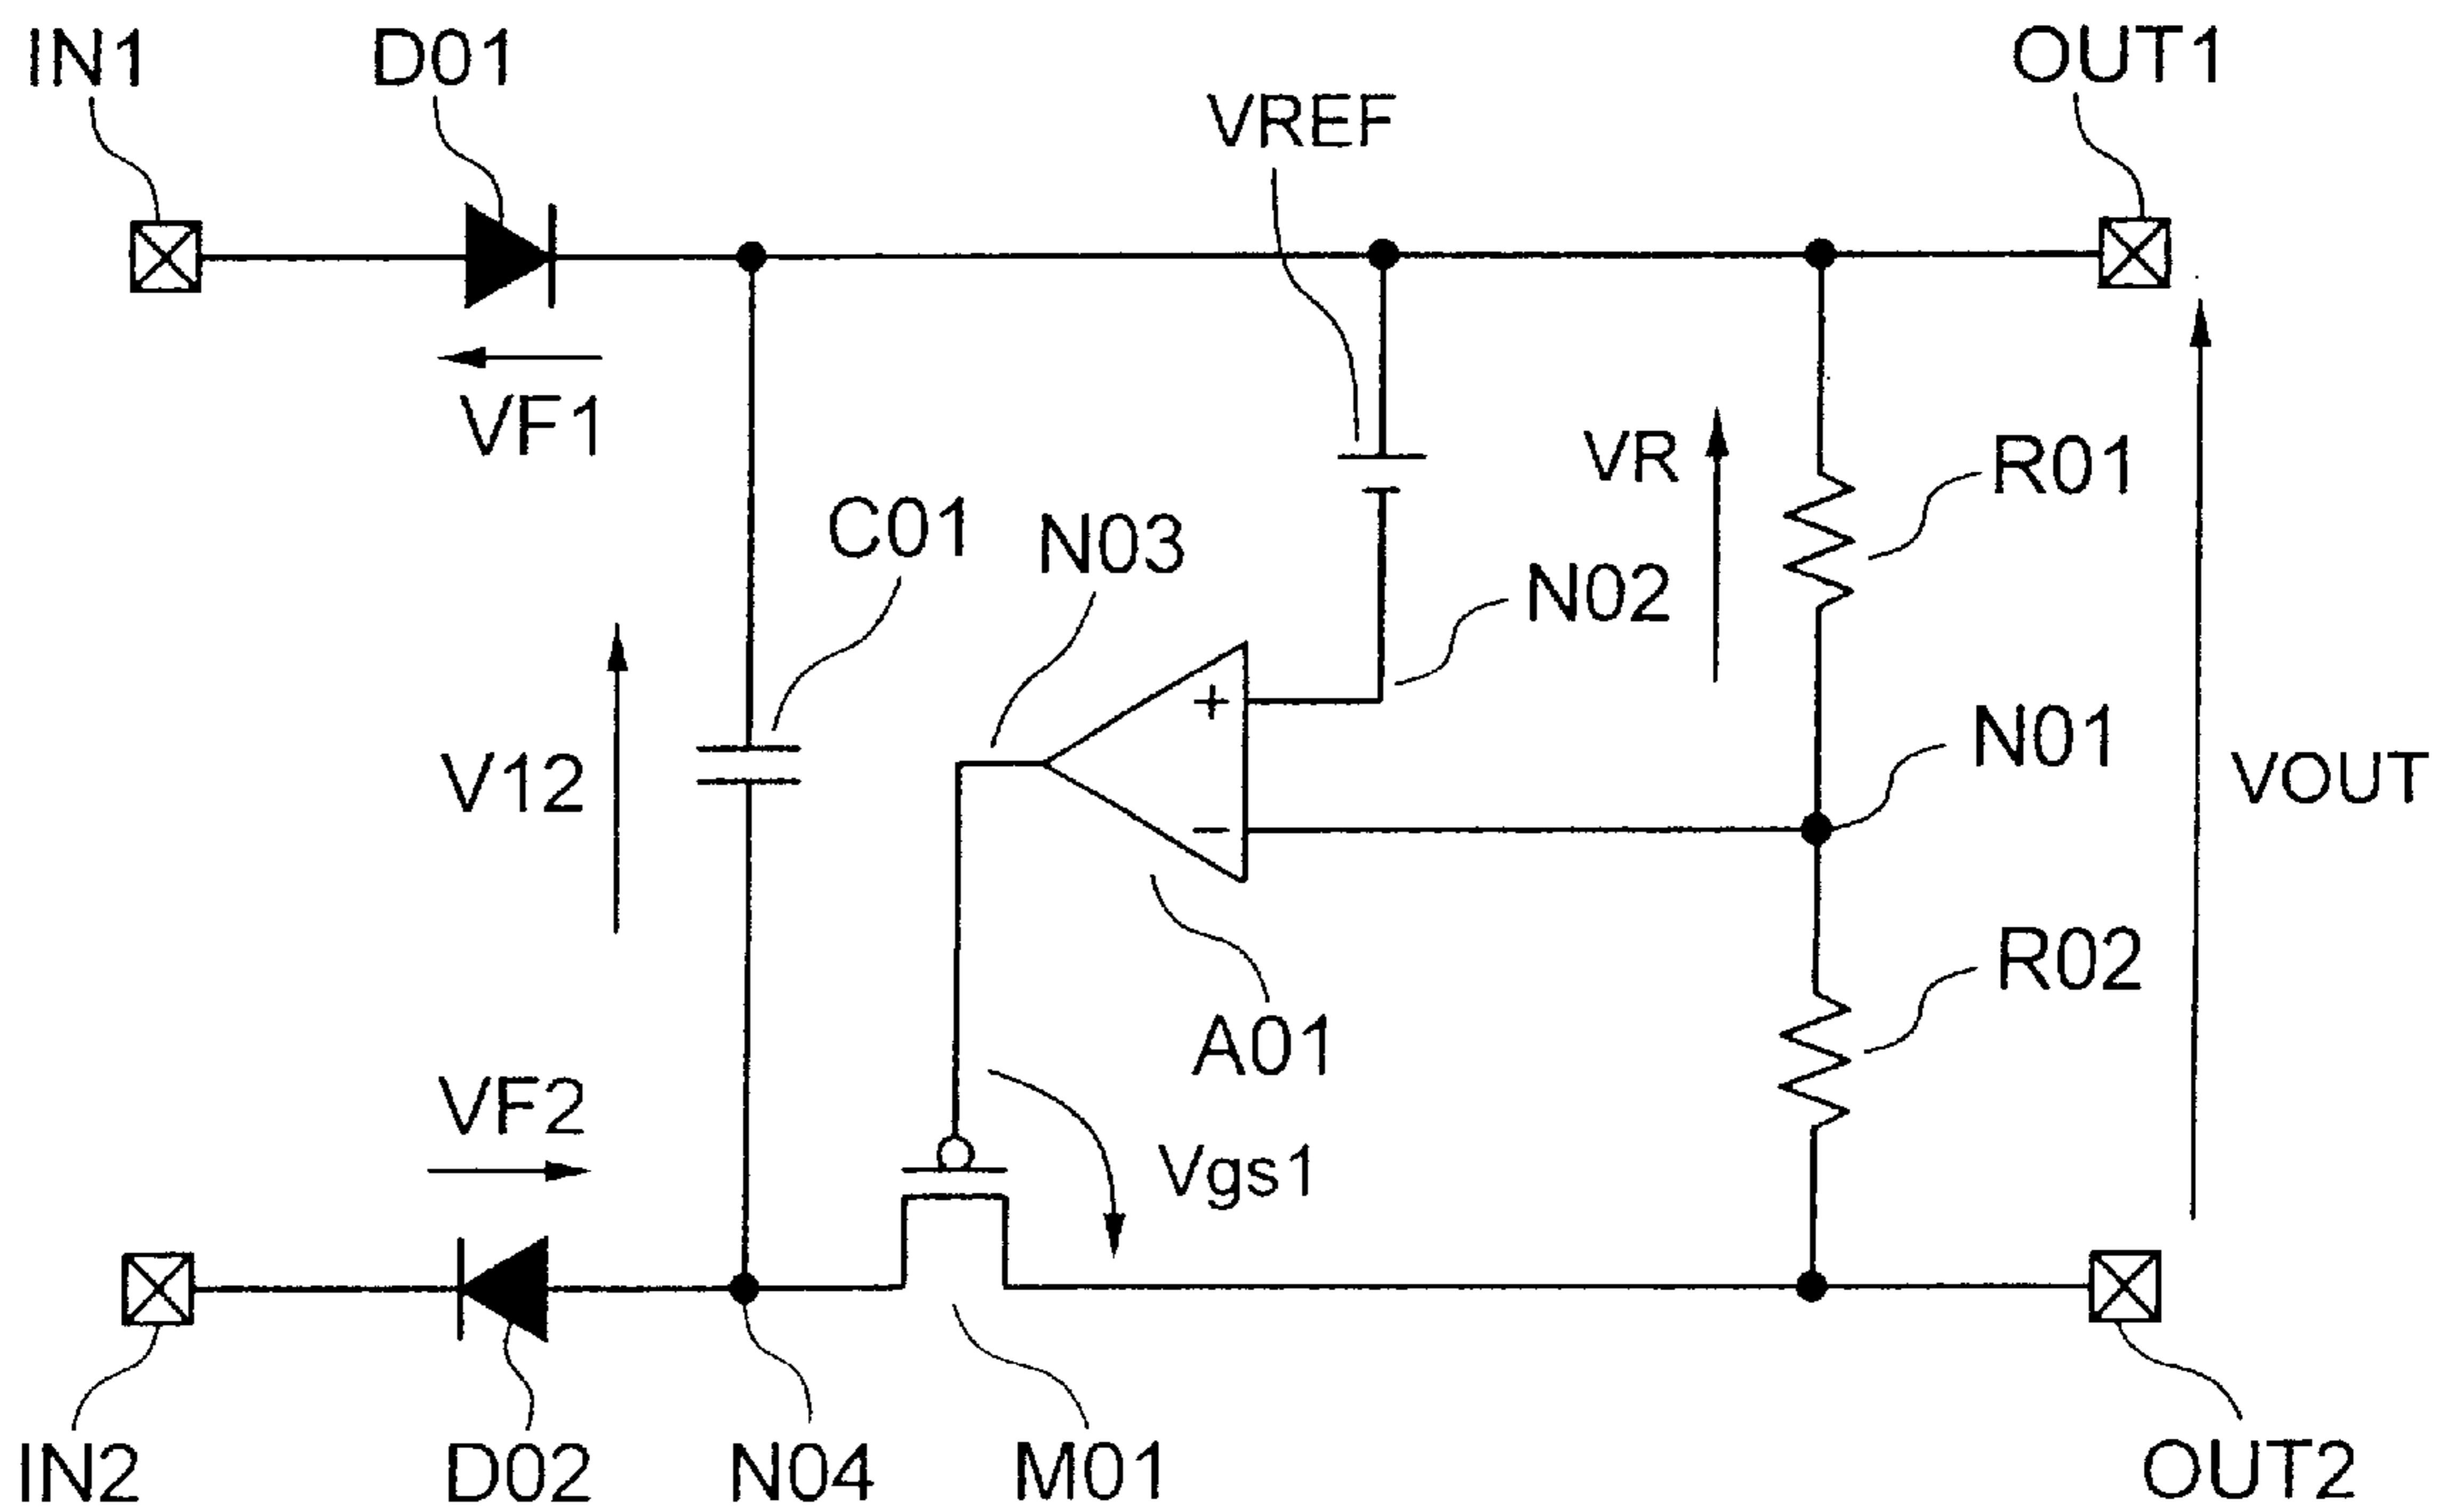 IN1
D01
OUT1
VREF
VF1
VR
R01
C01
N03
N02
+
N01
V12
VOUT
−
R02
A01
VF2
Vgs1
IN2
D02
N04
M01
OUT2